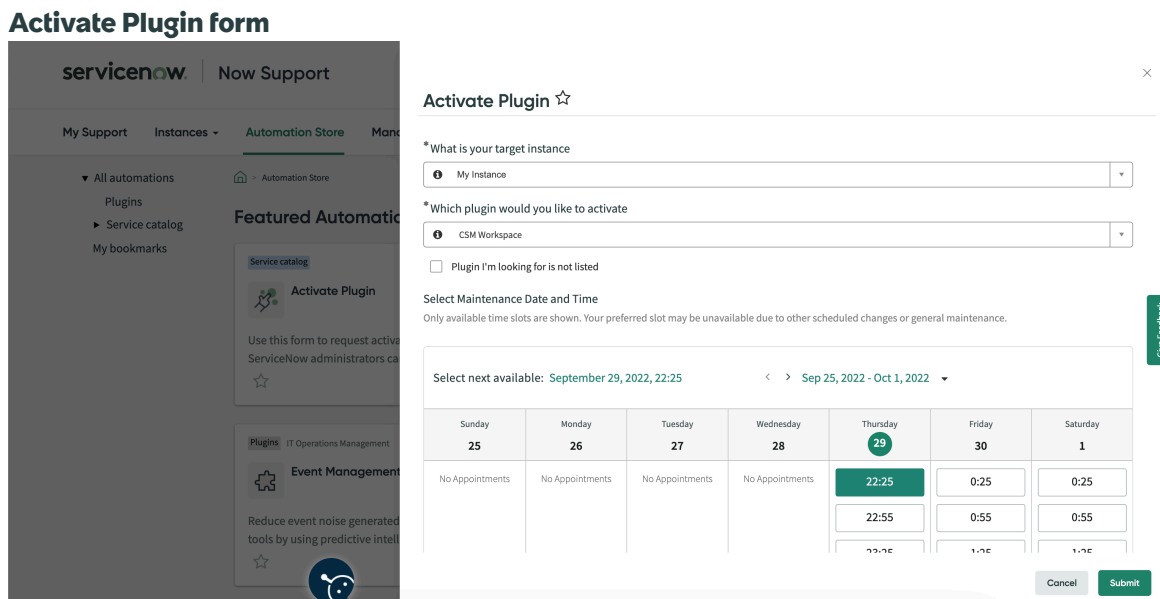 Activate Plugin form
servicenow
Now Support
My Support
Instances
Automation Store
All automations
Plugins
Service catalog
My bookmarks
Automation Store
Featured
Service catalog
Activate Plugin
Use this form to request
ServiceNow administrators
Plugins IT Operations Management
Event Management
Reduce event noise generated
tools by using predictive
Activate Plugin
*What is your target instance
My Instance
*Which plugin would you like to activate
CSM Workspace
Plugin I'm looking for is not listed
Select Maintenance Date and Time
Only available time slots are shown. Your preferred slot may be unavailable due to other scheduled changes or general maintenance.
Select next available: September 29, 2022, 22:25
Sep 25, 2022 - Oct 1, 2022
Sunday Monday Tuesday Wednesday Thursday Friday Saturday
25 26 27 28 29 30 1
No Appointments No Appointments No Appointments No Appointments 22:25 0:25 0:25
22:55 0:55 0:55
23:25 1:25 1:25
Cancel Submit